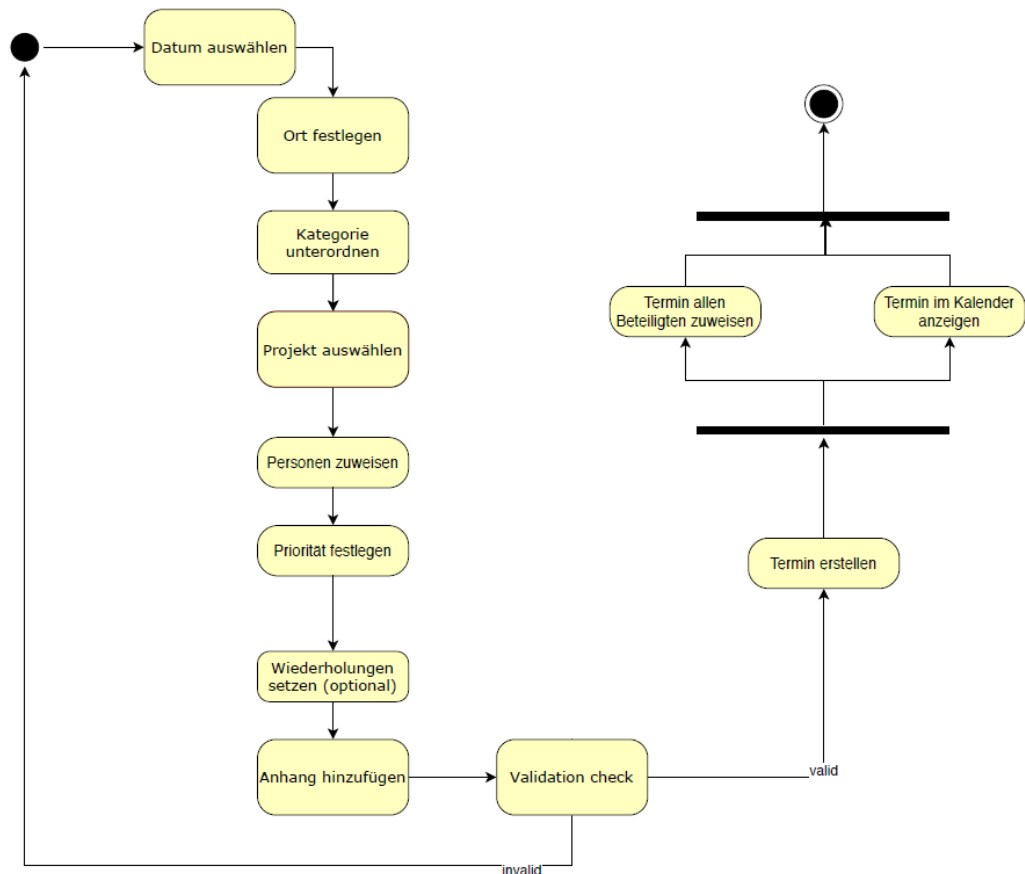 Datum auswählen
Ort festlegen
Kategorie
unterordnen
Projekt auswählen
Personen zuweisen
Priorität festlegen
Wiederholungen
setzen (optional)
Anhang hinzufügen
Validation check
invalid
valid
Termin erstellen
Termin allen
Beteiligten zuweisen
Termin im Kalender
anzeigen